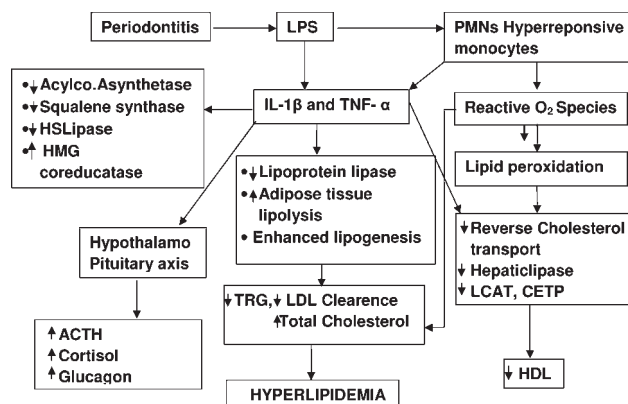 Periodontitis
LPS
PMNs Hyperreponsive
monocytes
•↓Acylco.Asynthetase
•↓Squalene synthase
•↓HSLipase
•↑ HMG
coreducatase
IL-1β and TNF- α
Reactive O₂ Species
•↓Lipoprotein lipase
•↑Adipose tissue
lipolysis
• Enhanced lipogenesis
Lipid peroxidation
Hypothalamo
Pituitary axis
↓Reverse Cholesterol
transport
↓Hepaticlipase
↓LCAT, CETP
↓TRG,↓ LDL Clearence
↑Total Cholesterol
↑ACTH
↑Cortisol
↑Glucagon
↓ HDL
HYPERLIPIDEMIA